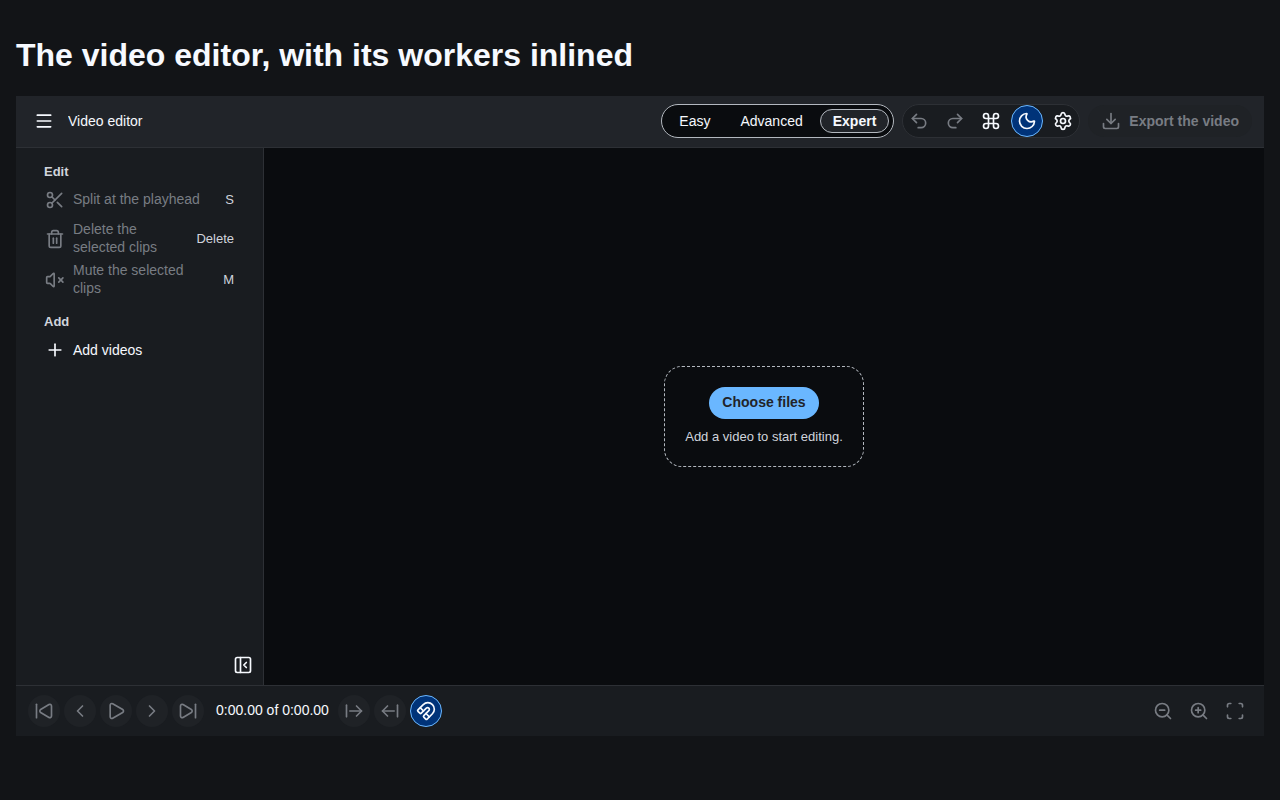 The video editor, with its workers inlined
Video editor
Easy
Advanced
Expert
Export the video
Edit
Split at the playhead S
Delete the
selected clips
Delete
Mute the selected
clips
M
Add
Add videos
Choose files
Add a video to start editing.
0:00.00 of 0:00.00